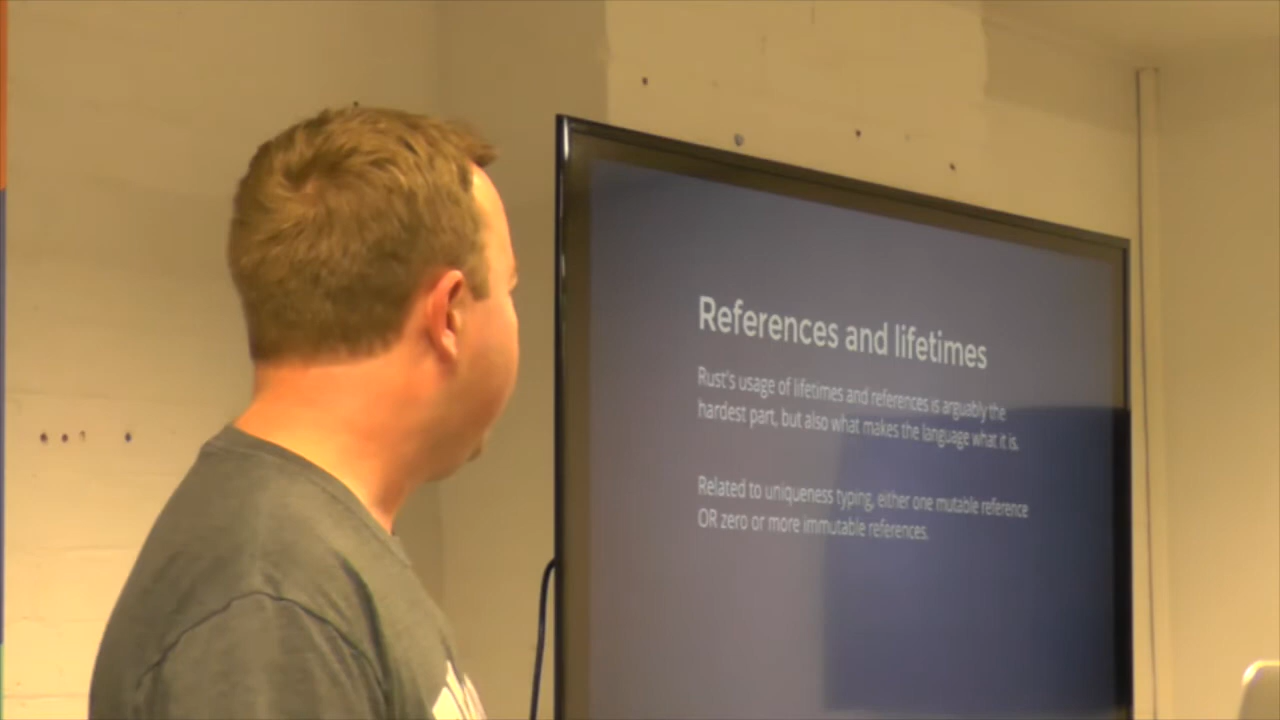 References and lifetimes
Rust's usage of lifetimes and references is arguably the
hardest part, but also what makes the language what it is.
Related to uniqueness typing, either one mutable reference
OR zero or more immutable references.